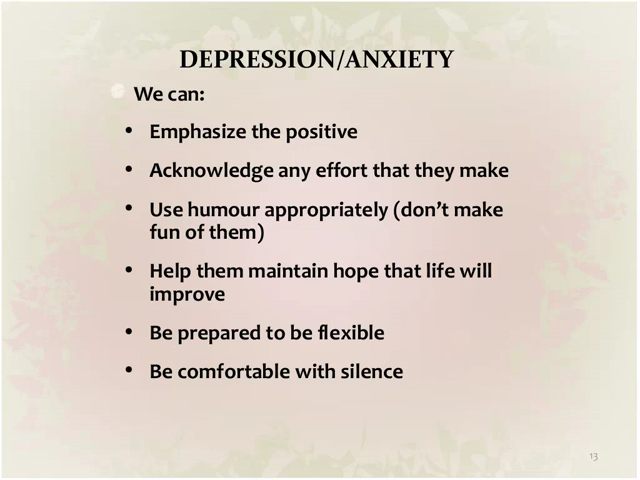 DEPRESSION/ANXIETY
We can:
• Emphasize the positive
• Acknowledge any effort that they make
• Use humour appropriately (don't make
fun of them)
• Help them maintain hope that life will
improve
• Be prepared to be flexible
• Be comfortable with silence
13